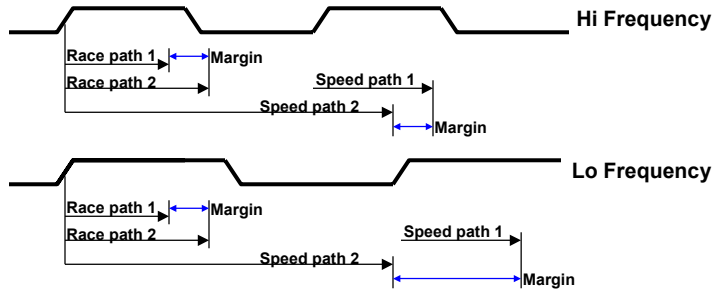 Hi Frequency
Race path 1
Margin
Race path 2
Speed path 1
Speed path 2
Margin
Lo Frequency
Race path 1
Margin
Race path 2
Speed path 1
Speed path 2
Margin